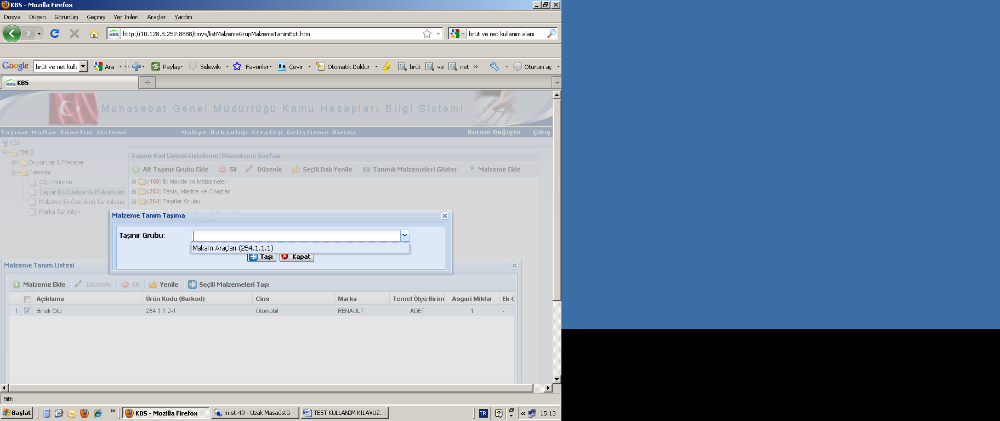 KBS - Mozilla Firefox
Dosya Düzen Görünüm Geçmiş Yer İmleri Araçlar Yardım
KBS http://10.128.8.252:8888/tmys/listMalzemeGrupMalzemeTanimExt.htm brüt ve net kullanım alanı
Google brüt ve net kulla Ara Paylaş Sidewiki Favoriler Çevir Otomatik Doldur brüt ve net » Oturum aç
KBS KBS
Muhasebat Genel Müdürlüğü Kamu Hesapları Bilgi Sistemi
Taşınır Mallar Yönetim Sistemi Maliye Bakanlığı Strateji Geliştirme Birimi Kurum Değiştir Çıkış
KBS
TMYS
Duyurular & Mesajlar
Tanımlar
Ölçü Birimleri
Taşınır Kod Listesi ve Malzemeler
Malzeme Ek Özellikleri Tanımlama
Marka Tanımları
Taşınır Kod Listesi Listeleme/Düzenleme Sayfası
Alt Taşınır Grubu Ekle Sil Düzenle Seçili Dalı Yenile Tanımlı Malzemeleri Göster Malzeme Ekle
(150) İlk Madde ve Malzemeler
(253) Tesis, Makine ve Cihazlar
(254) Taşıtlar Grubu
Malzeme Tanım Taşıma
Taşınır Grubu:
Makam Araçları (254.1.1.1)
Taşı Kapat
Malzeme Tanım Listesi
Malzeme Ekle Düzenle Sil Yenile Seçili Malzemeleri Taşı
Açıklama Ürün Kodu (Barkod) Cins Marka Temel Ölçü Birim Asgari Miktar Ek
1 Binek Oto 254.1.1.2-1 Otomobil RENAULT ADET 1 -
Bitti
Başlat » KBS - Mozilla Firefox m-st-49 - Uzak Masaüstü TEST KULLANIM KILAVUZ... TR « 15:13